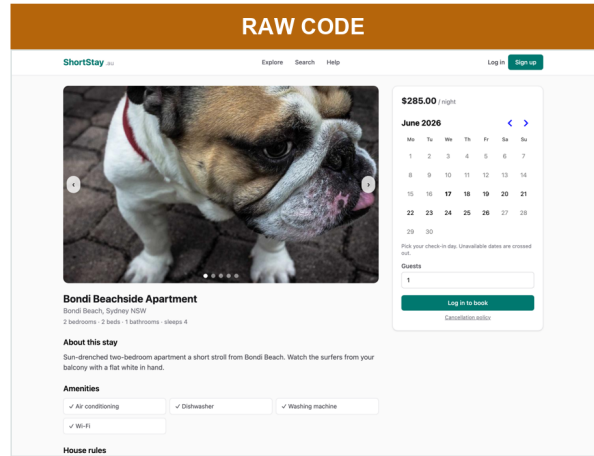 RAW CODE
ShortStay .au
Explore Search Help
Log in Sign up
$285.00 / night
June 2026
Mo Tu We Th Fr Sa Su
1 2 3 4 5 6 7
8 9 10 11 12 13 14
15 16 17 18 19 20 21
22 23 24 25 26 27 28
29 30
Pick your check-in day. Unavailable dates are crossed
out.
Guests
1
Log in to book
Cancellation policy
Bondi Beachside Apartment
Bondi Beach, Sydney NSW
2 bedrooms · 2 beds · 1 bathrooms · sleeps 4
About this stay
Sun-drenched two-bedroom apartment a short stroll from Bondi Beach. Watch the surfers from your
balcony with a flat white in hand.
Amenities
✓ Air conditioning ✓ Dishwasher ✓ Washing machine
✓ Wi-Fi
House rules